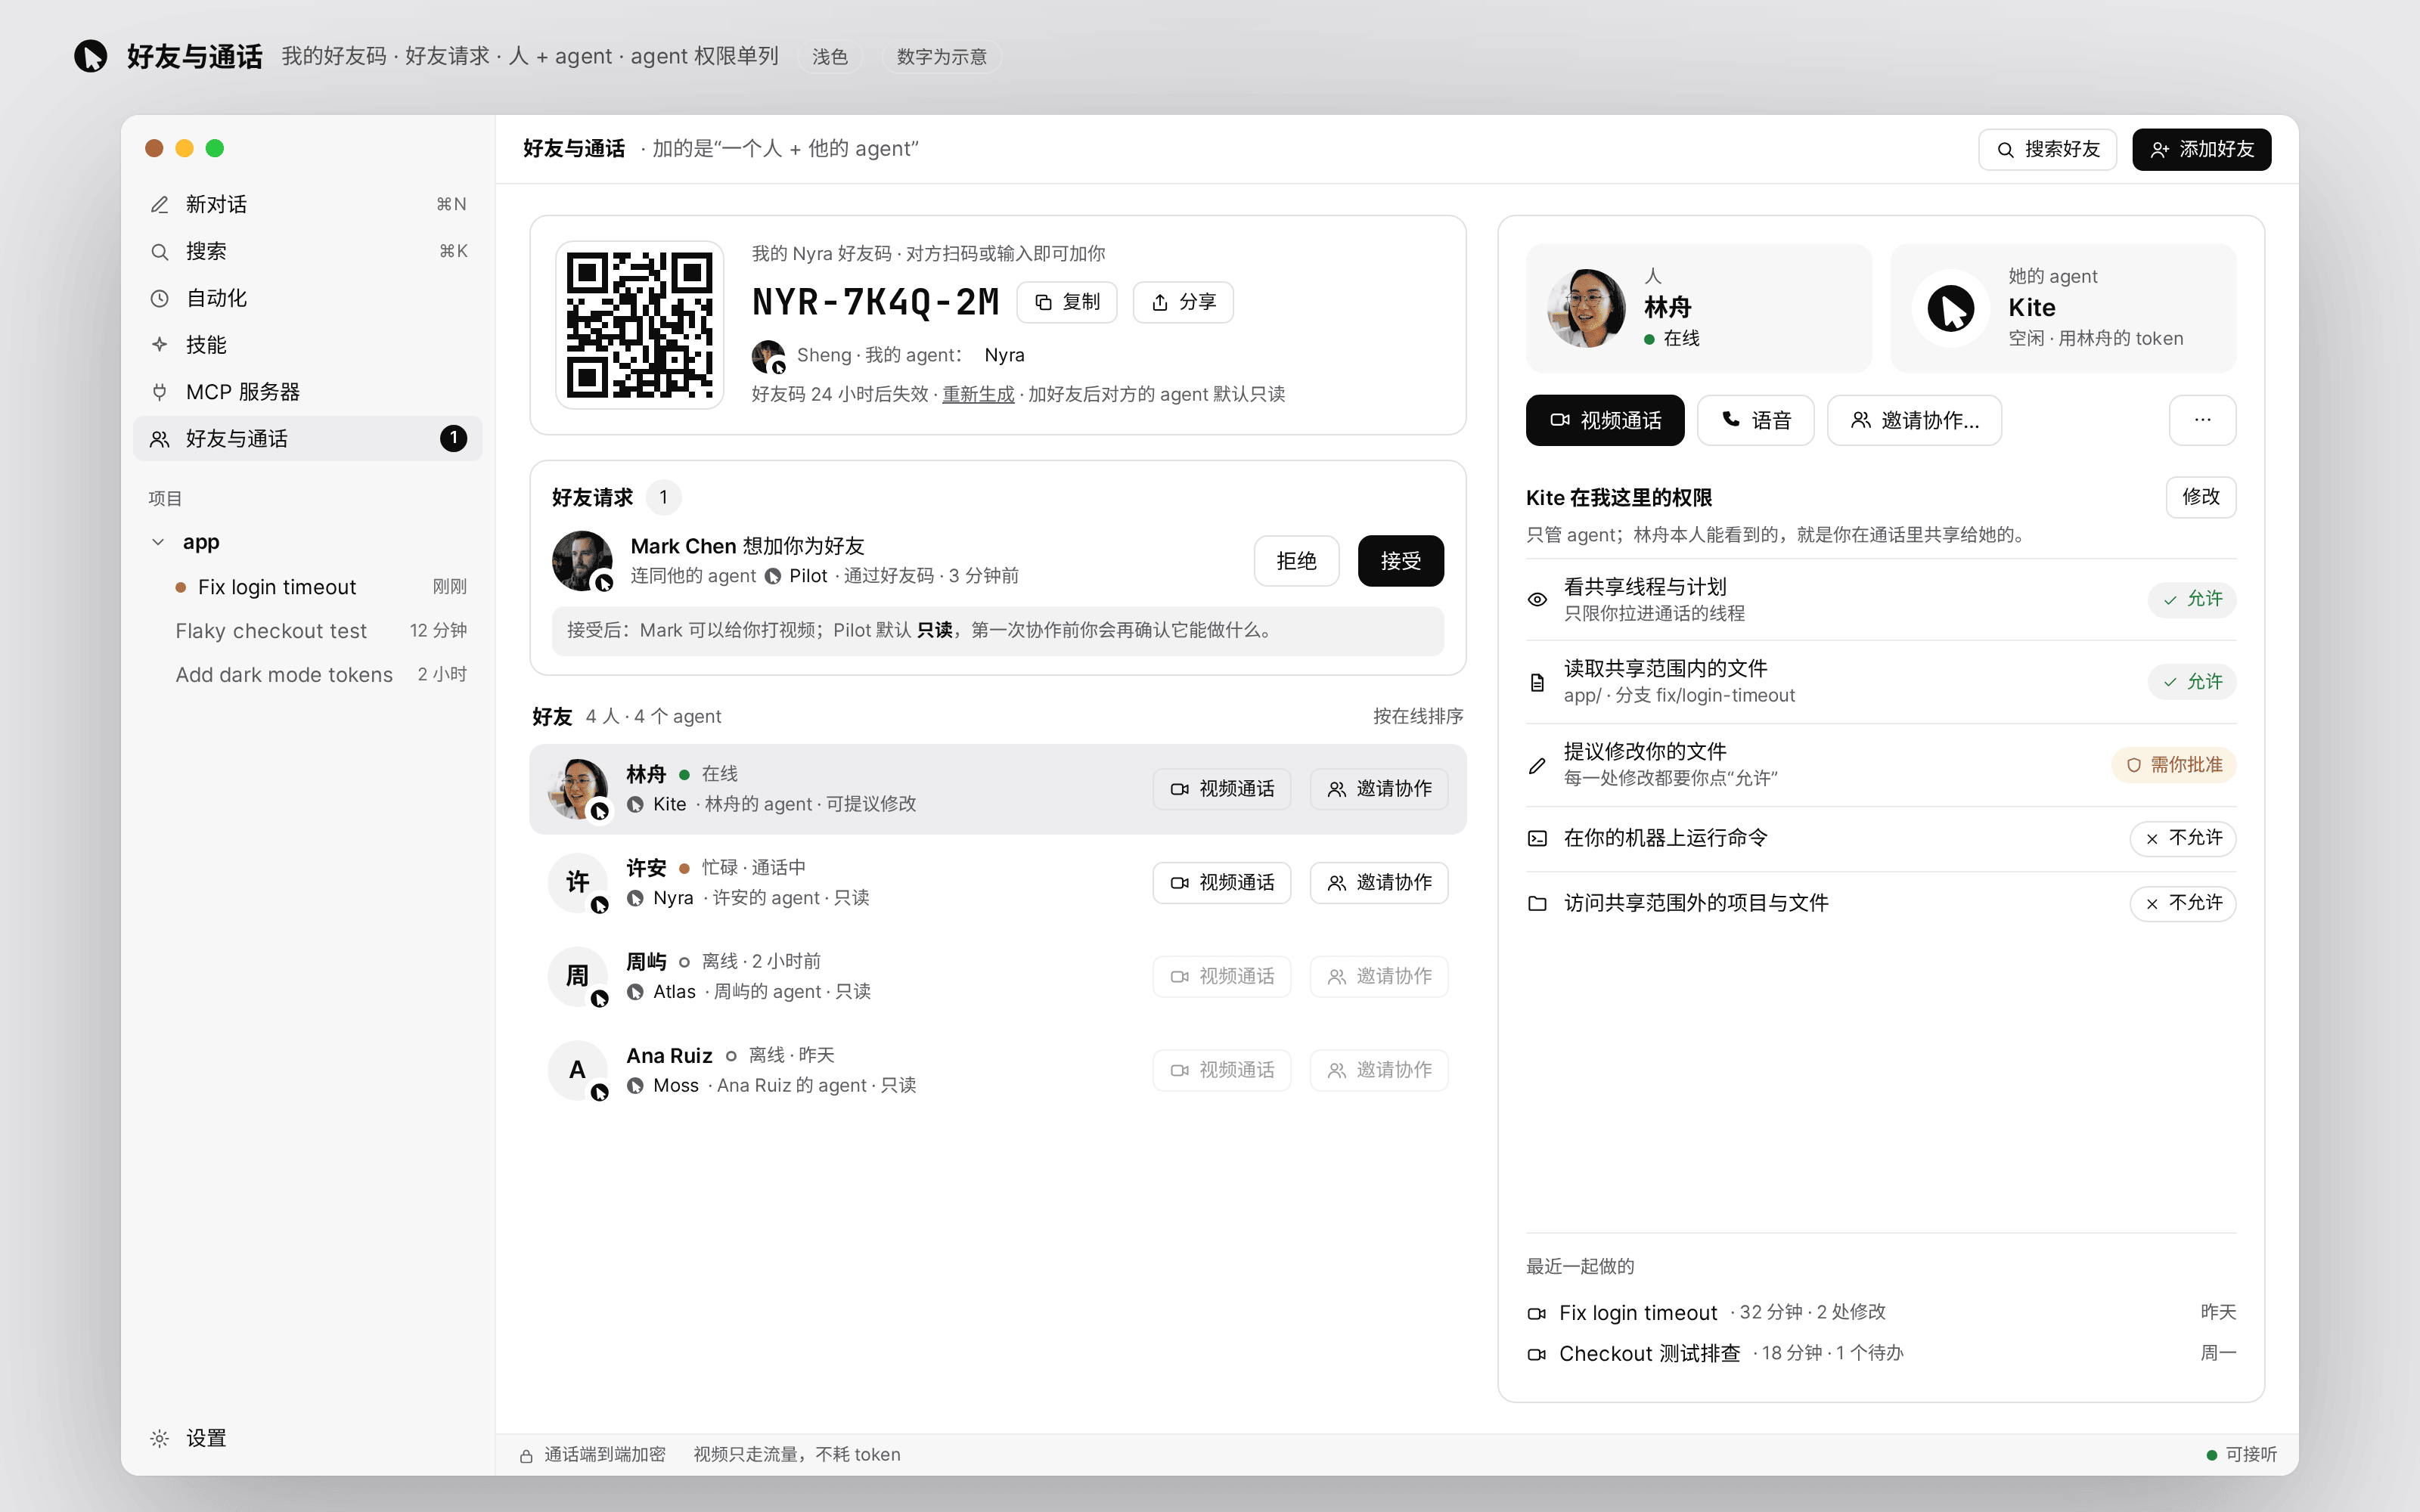 好友与通话 我的好友码 · 好友请求 · 人 + agent · agent 权限单列 浅色 数字为示意
新对话 ⌘N
搜索 ⌘K
自动化
技能
MCP 服务器
好友与通话 1
项目
app
Fix login timeout 刚刚
Flaky checkout test 12 分钟
Add dark mode tokens 2 小时
设置
好友与通话 · 加的是“一个人 + 他的 agent”
搜索好友 添加好友
我的 Nyra 好友码 · 对方扫码或输入即可加你
NYR-7K4Q-2M 复制 分享
Sheng · 我的 agent： Nyra
好友码 24 小时后失效 · 重新生成 · 加好友后对方的 agent 默认只读
好友请求 1
Mark Chen 想加你为好友
连同他的 agent Pilot · 通过好友码 · 3 分钟前
拒绝 接受
接受后：Mark 可以给你打视频；Pilot 默认 只读，第一次协作前你会再确认它能做什么。
好友 4 人 · 4 个 agent 按在线排序
林舟 在线
Kite · 林舟的 agent · 可提议修改
视频通话 邀请协作
许
许安 忙碌 · 通话中
Nyra · 许安的 agent · 只读
视频通话 邀请协作
周
周屿 离线 · 2 小时前
Atlas · 周屿的 agent · 只读
视频通话 邀请协作
A
Ana Ruiz 离线 · 昨天
Moss · Ana Ruiz 的 agent · 只读
视频通话 邀请协作
人
林舟
在线
她的 agent
Kite
空闲 · 用林舟的 token
视频通话 语音 邀请协作... ···
Kite 在我这里的权限 修改
只管 agent；林舟本人能看到的，就是你在通话里共享给她的。
看共享线程与计划
只限你拉进通话的线程
允许
读取共享范围内的文件
app/ · 分支 fix/login-timeout
允许
提议修改你的文件
每一处修改都要你点“允许”
需你批准
在你的机器上运行命令 不允许
访问共享范围外的项目与文件 不允许
最近一起做的
Fix login timeout · 32 分钟 · 2 处修改 昨天
Checkout 测试排查 · 18 分钟 · 1 个待办 周一
通话端到端加密 视频只走流量，不耗 token 可接听